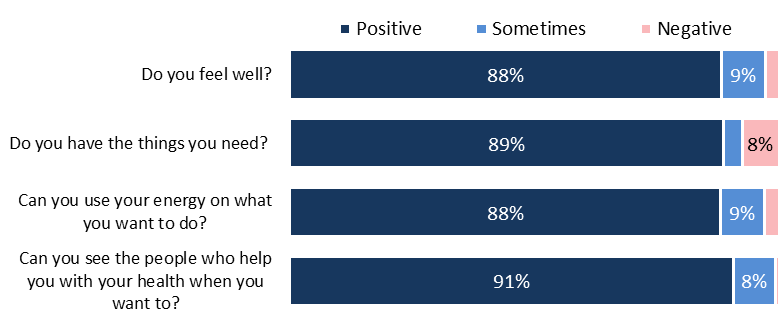 Positive Sometimes Negative
Do you feel well? 88% 9%
Do you have the things you need? 89% 8%
Can you use your energy on what
you want to do? 88% 9%
Can you see the people who help
you with your health when you
want to? 91% 8%